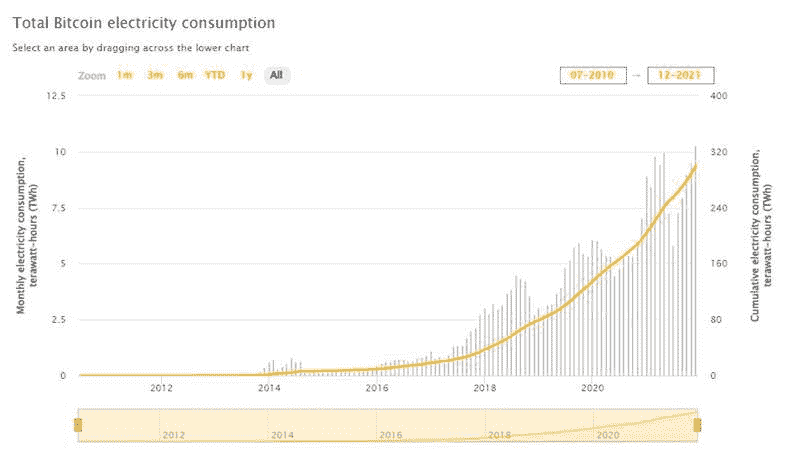 Total Bitcoin electricity consumption
Select an area by dragging across the lower chart
Zoom 1m 3m 6m YTD 1y All
07-2010 → 12-2021
12.5
10
7.5
5
2.5
0
Monthly electricity consumption,
terawatt-hours (TWh)
400
320
240
160
80
0
Cumulative electricity consumption,
terawatt-hours (TWh)
2012 2014 2016 2018 2020
2012 2014 2016 2018 2020